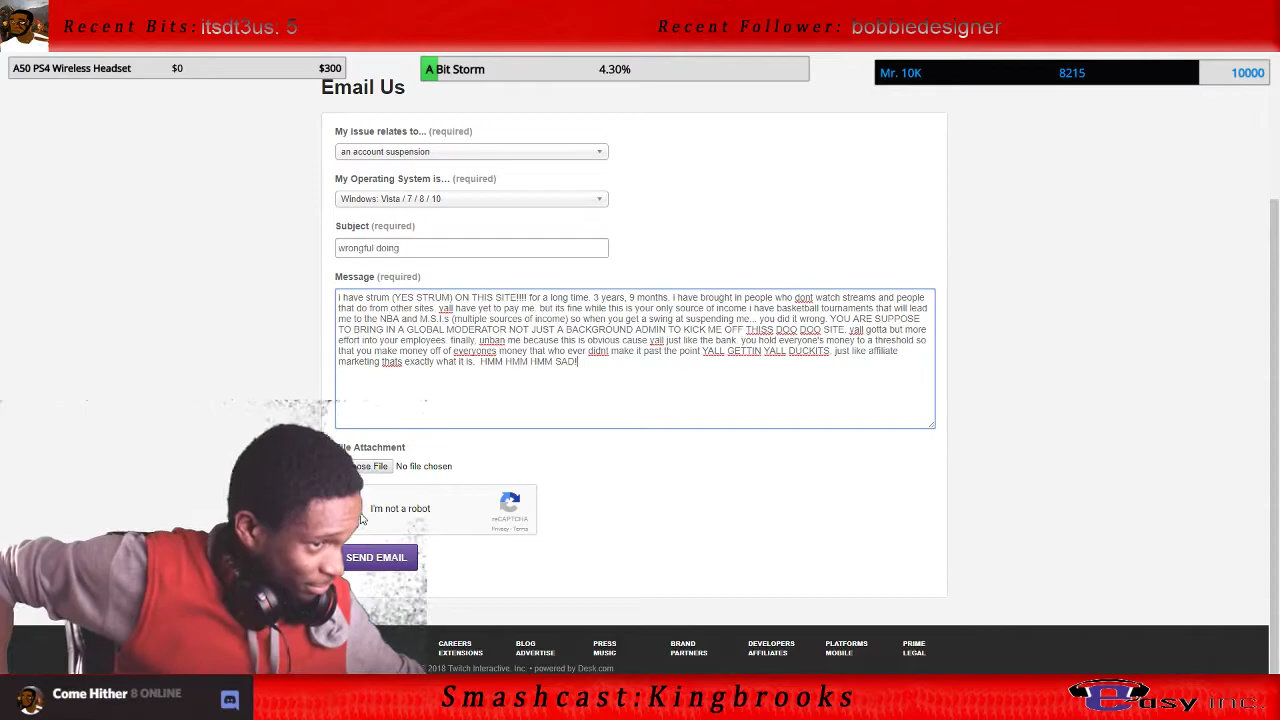 Recent Bits: itsdt3us: 5
Recent Follower: bobbiedesigner
A50 PS4 Wireless Headset $0 $300
A Bit Storm 4.30%
Mr. 10K 8215 10000
Email Us
My issue relates to... (required)
an account suspension
My Operating System is... (required)
Windows: Vista / 7 / 8 / 10
Subject (required)
wrongful doing
Message (required)
i have strum (YES STRUM) ON THIS SITE!!!! for a long time. 3 years, 9 months. i have brought in people who dont watch streams and people
that do from other sites. yall have yet to pay me. but its fine while this is your only source of income i have basketball tournaments that will lead
me to the NBA and M.S.I.s (multiple sources of income) so when you get a swing at suspending me... you did it wrong. YOU ARE SUPPOSE
TO BRING IN A GLOBAL MODERATOR NOT JUST A BACKGROUND ADMIN TO KICK ME OFF THISS DOO DOO SITE. yall gotta but more
effort into your employees. finally, unban me because this is obvious cause yall just like the bank. you hold everyone's money to a threshold so
that you make money off of everyones money that who ever didnt make it past the point YALL GETTIN YALL DUCKITS. just like affiliate
marketing thats exactly what it is. HMM HMM HMM SAD!
File Attachment
ose File No file chosen
I'm not a robot
reCAPTCHA
Privacy - Terms
SEND EMAIL
CAREERS BLOG PRESS BRAND DEVELOPERS PLATFORMS PRIME
EXTENSIONS ADVERTISE MUSIC PARTNERS AFFILIATES MOBILE LEGAL
2018 Twitch Interactive, Inc. • powered by Desk.com
Come Hither 8 ONLINE
Smashcast:Kingbrooks
easy inc.